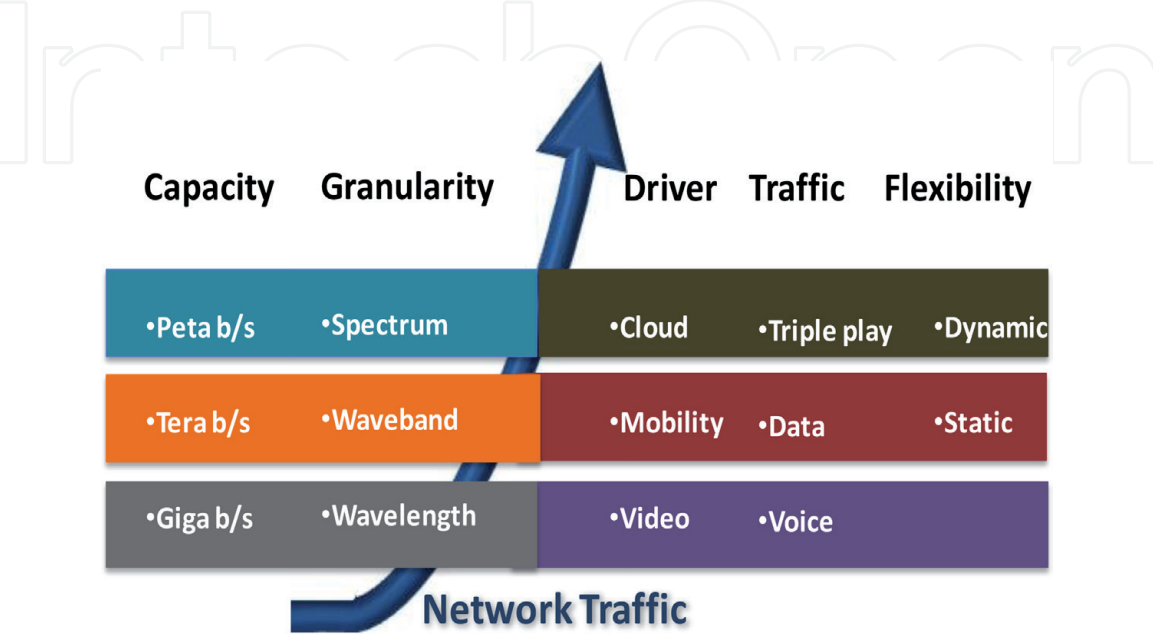 IntechOpen
Capacity Granularity Driver Traffic Flexibility
•Peta b/s •Spectrum •Cloud •Triple play •Dynamic
•Tera b/s •Waveband •Mobility •Data •Static
•Giga b/s •Wavelength •Video •Voice
Network Traffic